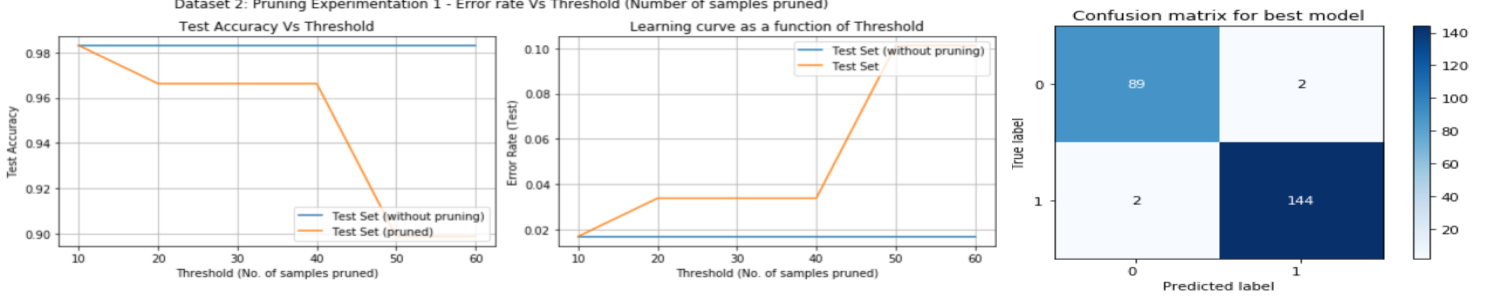 Dataset 2: Pruning Experimentation 1 - Error rate Vs Threshold (Number of samples pruned)
Test Accuracy Vs Threshold
0.98
0.96
0.94
0.92
0.90
Test Accuracy
Test Set (without pruning)
Test Set (pruned)
10 20 30 40 50 60
Threshold (No. of samples pruned)
Learning curve as a function of Threshold
0.10
0.08
0.06
0.04
0.02
Error Rate (Test)
Test Set (without pruning)
Test Set
10 20 30 40 50 60
Threshold (No. of samples pruned)
Confusion matrix for best model
True label
0
89 2
1
2 144
0 1
Predicted label
140
120
100
80
60
40
20